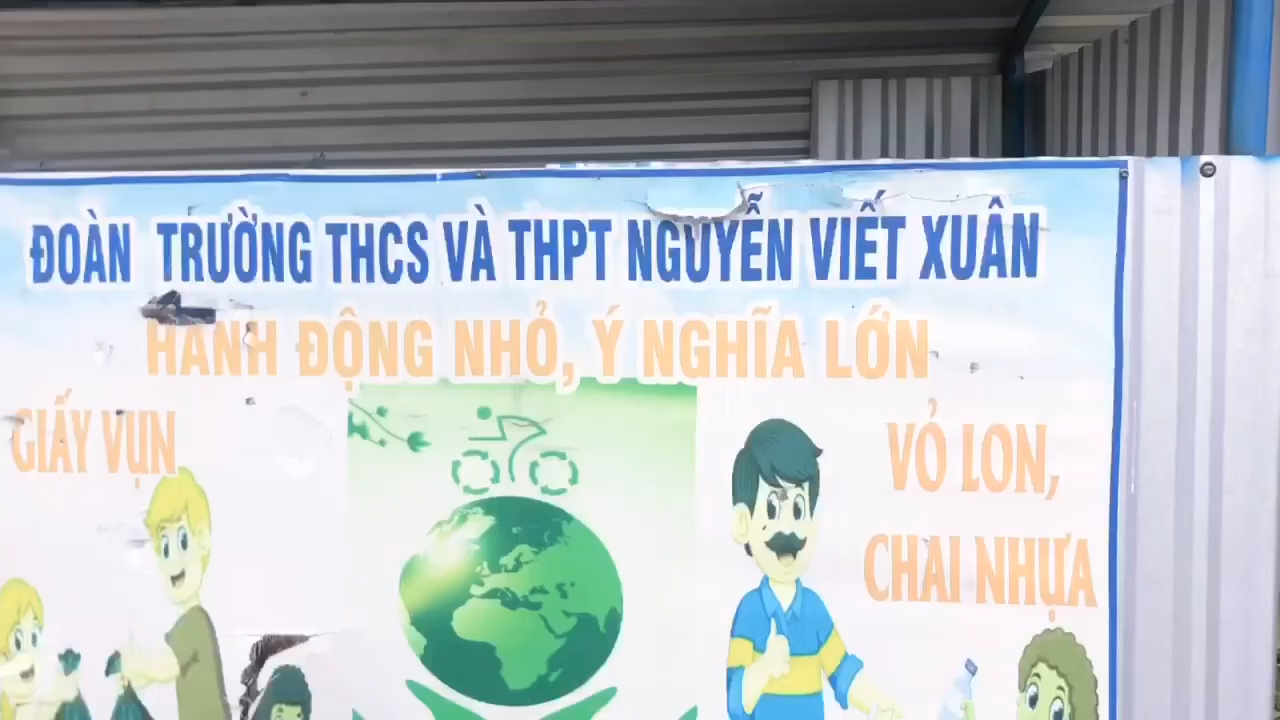 ĐOÀN TRƯỜNG THCS VÀ THPT NGUYỄN VIẾT XUÂN
HÀNH ĐỘNG NHỎ, Ý NGHĨA LỚN
GIẤY VỤN
VỎ LON,
CHAI NHỰA